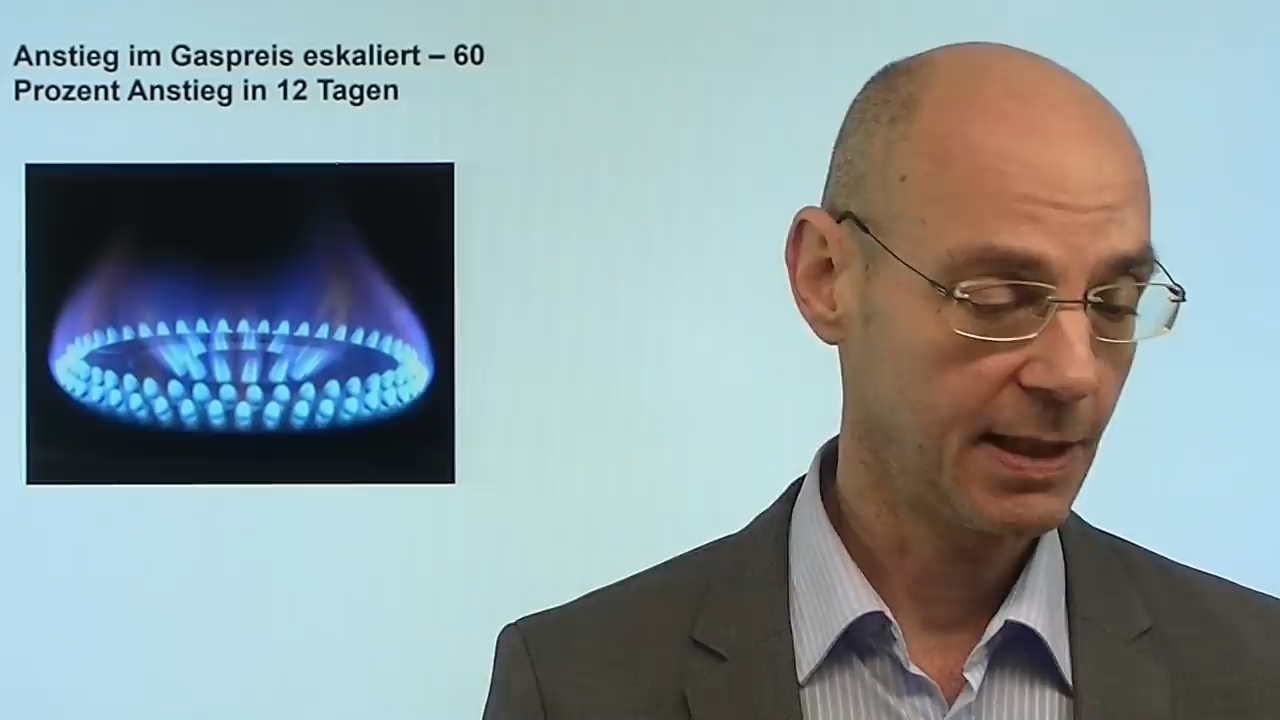 Anstieg im Gaspreis eskaliert – 60
Prozent Anstieg in 12 Tagen